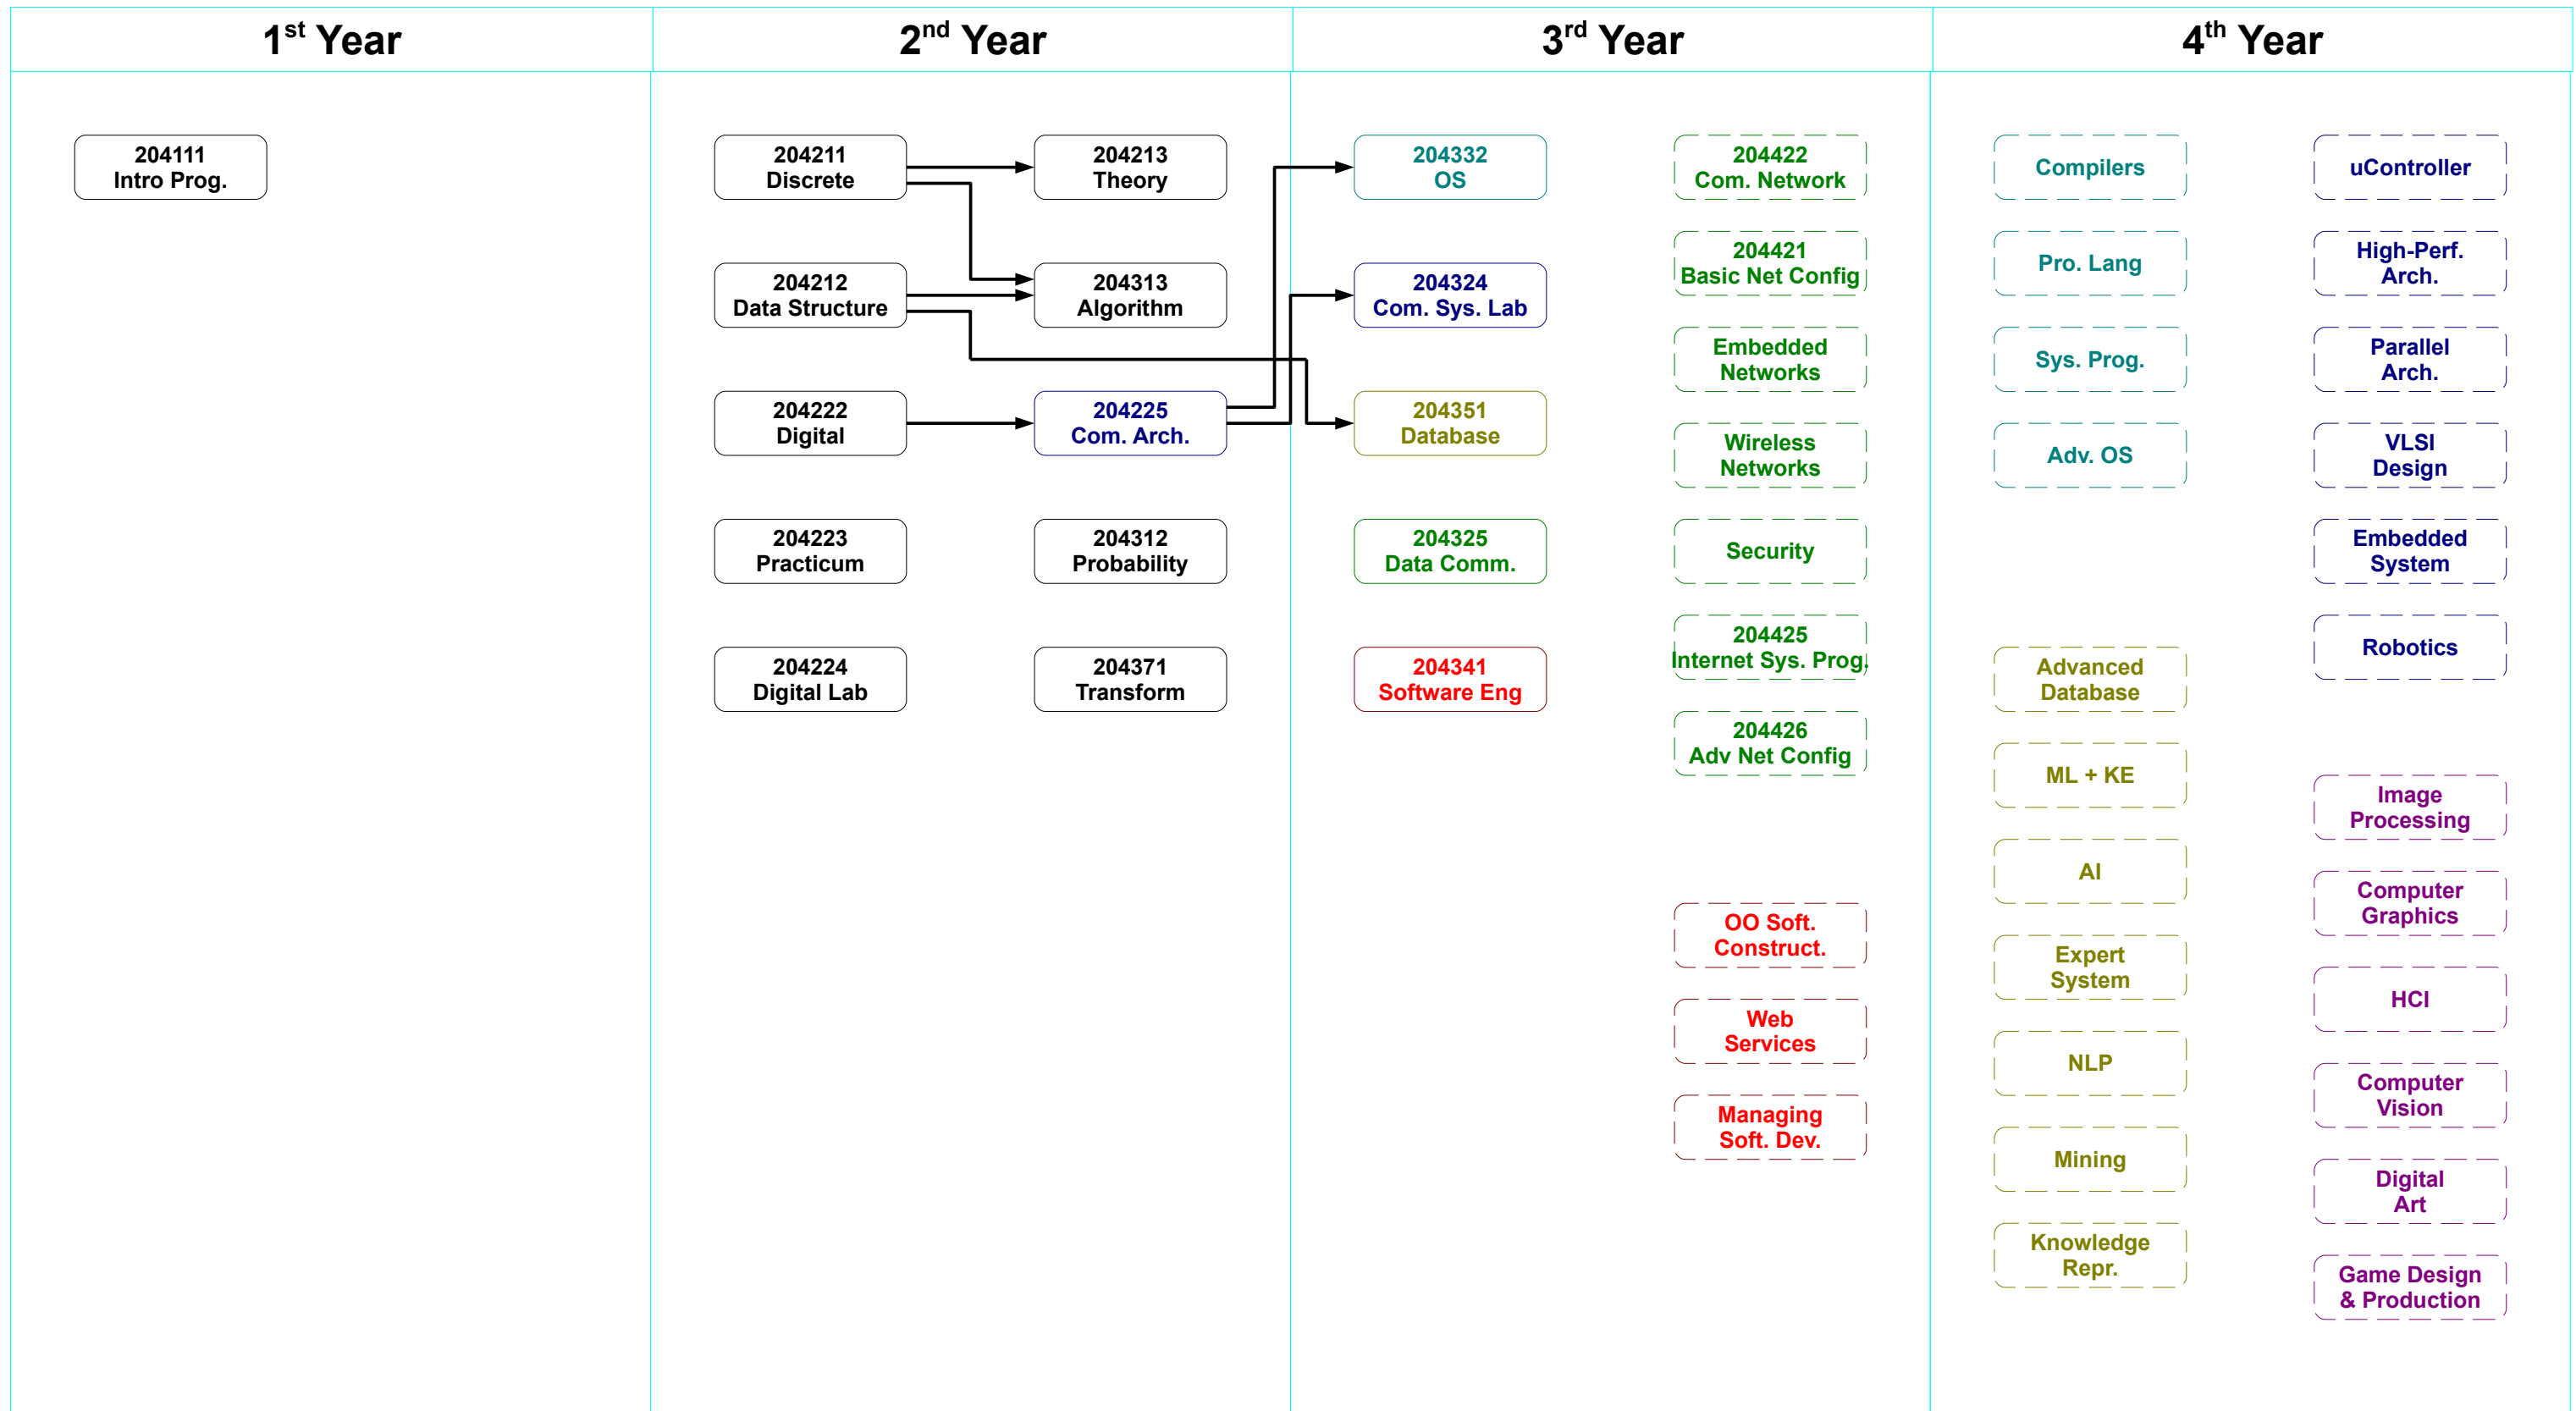 1st Year
2nd Year
3rd Year
4th Year
204111
Intro Prog.
204211
Discrete
204212
Data Structure
204222
Digital
204223
Practicum
204224
Digital Lab
204213
Theory
204313
Algorithm
204225
Com. Arch.
204312
Probability
204371
Transform
204332
OS
204324
Com. Sys. Lab
204351
Database
204325
Data Comm.
204341
Software Eng
204422
Com. Network
204421
Basic Net Config
Embedded
Networks
Wireless
Networks
Security
204425
Internet Sys. Prog.
204426
Adv Net Config
OO Soft.
Construct.
Web
Services
Managing
Soft. Dev.
Compilers
Pro. Lang
Sys. Prog.
Adv. OS
Advanced
Database
ML + KE
AI
Expert
System
NLP
Mining
Knowledge
Repr.
uController
High-Perf.
Arch.
Parallel
Arch.
VLSI
Design
Embedded
System
Robotics
Image
Processing
Computer
Graphics
HCI
Computer
Vision
Digital
Art
Game Design
& Production